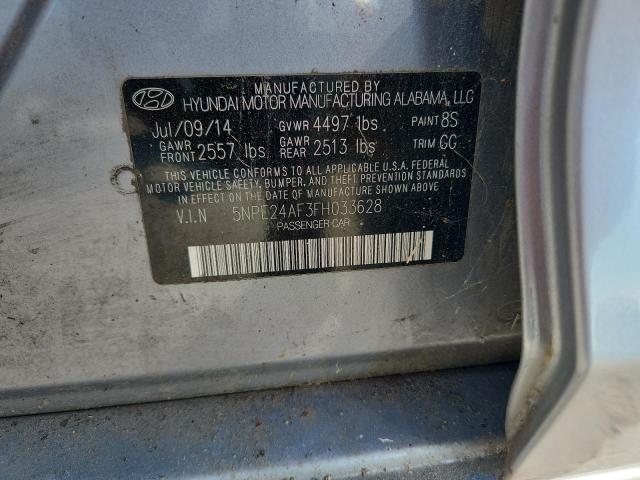 MANUFACTURED BY
HYUNDAI MOTOR MANUFACTURING ALABAMA, LLC
Jul/09/14 GVWR 4497 lbs PAINT 8S
GAWR FRONT 2557 lbs GAWR REAR 2513 lbs TRIM GG
THIS VEHICLE CONFORMS TO ALL APPLICABLE U.S.A. FEDERAL
MOTOR VEHICLE SAFETY, BUMPER, AND THEFT PREVENTION STANDARDS
IN EFFECT ON THE DATE OF MANUFACTURE SHOWN ABOVE.
V.I.N 5NPE24AF3FH033628
PASSENGER CAR